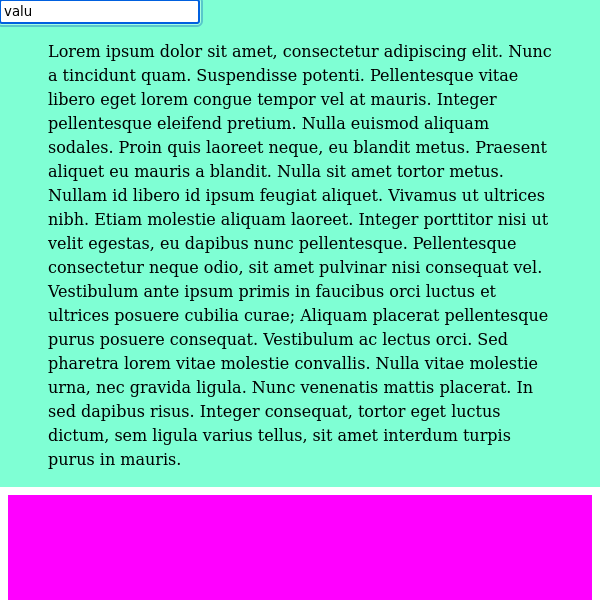 valu
Lorem ipsum dolor sit amet, consectetur adipiscing elit. Nunc
a tincidunt quam. Suspendisse potenti. Pellentesque vitae
libero eget lorem congue tempor vel at mauris. Integer
pellentesque eleifend pretium. Nulla euismod aliquam
sodales. Proin quis laoreet neque, eu blandit metus. Praesent
aliquet eu mauris a blandit. Nulla sit amet tortor metus.
Nullam id libero id ipsum feugiat aliquet. Vivamus ut ultrices
nibh. Etiam molestie aliquam laoreet. Integer porttitor nisi ut
velit egestas, eu dapibus nunc pellentesque. Pellentesque
consectetur neque odio, sit amet pulvinar nisi consequat vel.
Vestibulum ante ipsum primis in faucibus orci luctus et
ultrices posuere cubilia curae; Aliquam placerat pellentesque
purus posuere consequat. Vestibulum ac lectus orci. Sed
pharetra lorem vitae molestie convallis. Nulla vitae molestie
urna, nec gravida ligula. Nunc venenatis mattis placerat. In
sed dapibus risus. Integer consequat, tortor eget luctus
dictum, sem ligula varius tellus, sit amet interdum turpis
purus in mauris.